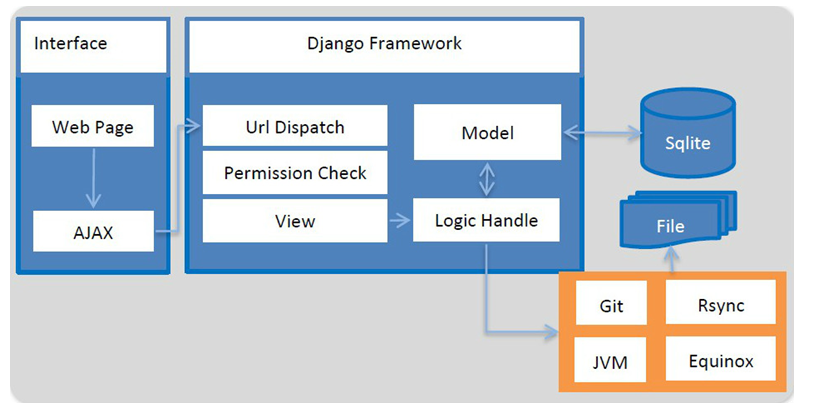 Interface
Django Framework
Web Page
AJAX
Url Dispatch
Permission Check
View
Model
Logic Handle
Sqlite
File
Git
Rsync
JVM
Equinox